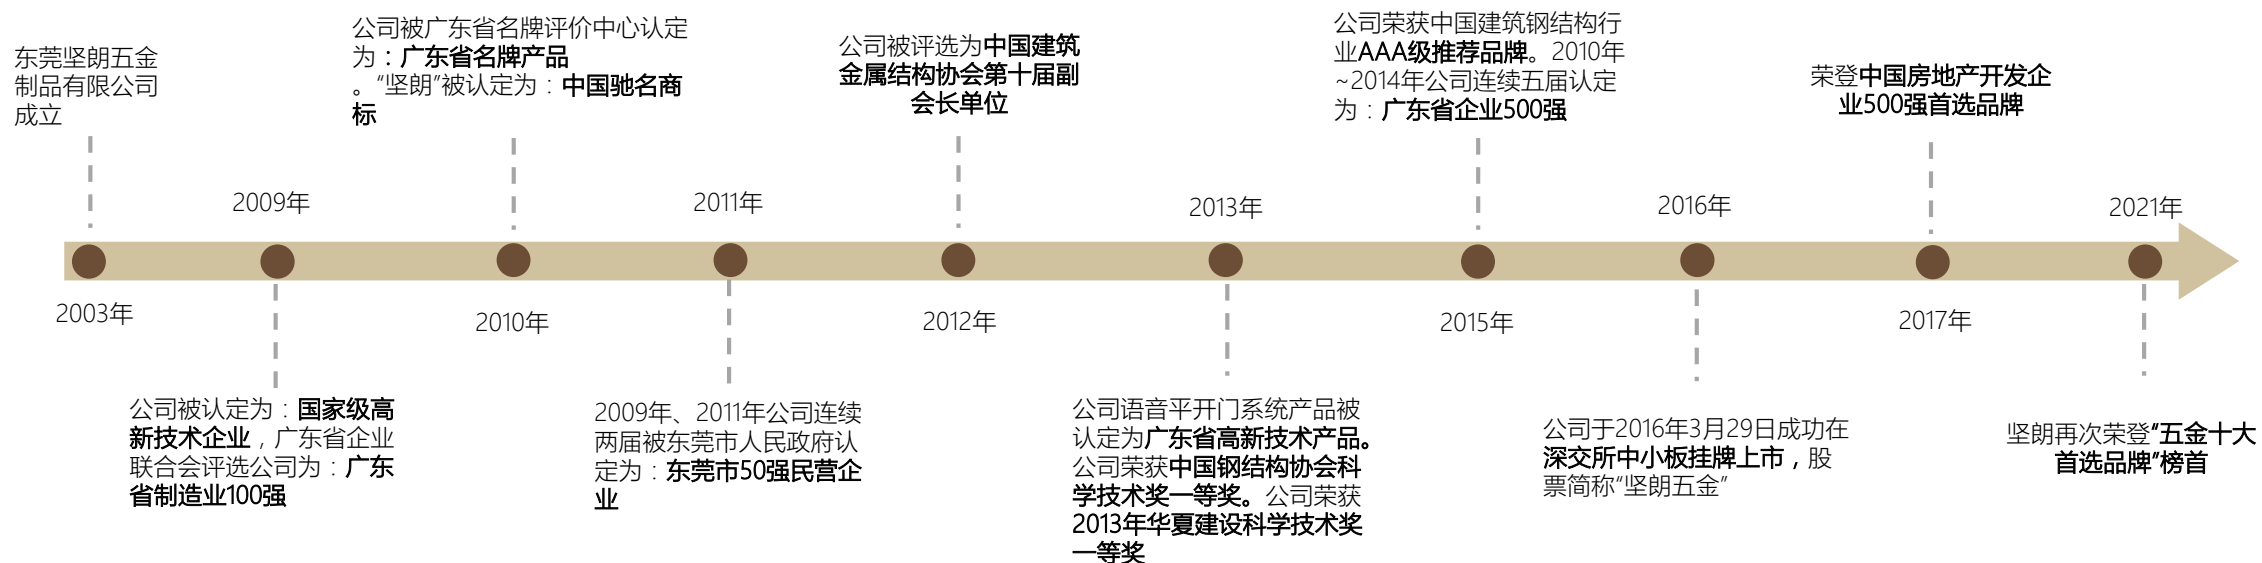 东莞坚朗五金
制品有限公司
成立
2003年
2009年
公司被认定为：国家级高
新技术企业，广东省企业
联合会评选公司为：广东
省制造业100强
公司被广东省名牌评价中心认定
为：广东省名牌产品
。“坚朗”被认定为：中国驰名商
标
2010年
2011年
2009年、2011年公司连续
两届被东莞市人民政府认
定为：东莞市50强民营企
业
公司被评选为中国建筑
金属结构协会第十届副
会长单位
2012年
2013年
公司语音平开门系统产品被
认定为广东省高新技术产品。
公司荣获中国钢结构协会科
学技术奖一等奖。公司荣获
2013年华夏建设科学技术奖
一等奖
公司荣获中国建筑钢结构行
业AAA级推荐品牌。2010年
~2014年公司连续五届认定
为：广东省企业500强
2015年
2016年
公司于2016年3月29日成功在
深交所中小板挂牌上市，股
票简称“坚朗五金”
荣登中国房地产开发企
业500强首选品牌
2017年
2021年
坚朗再次荣登“五金十大
首选品牌”榜首